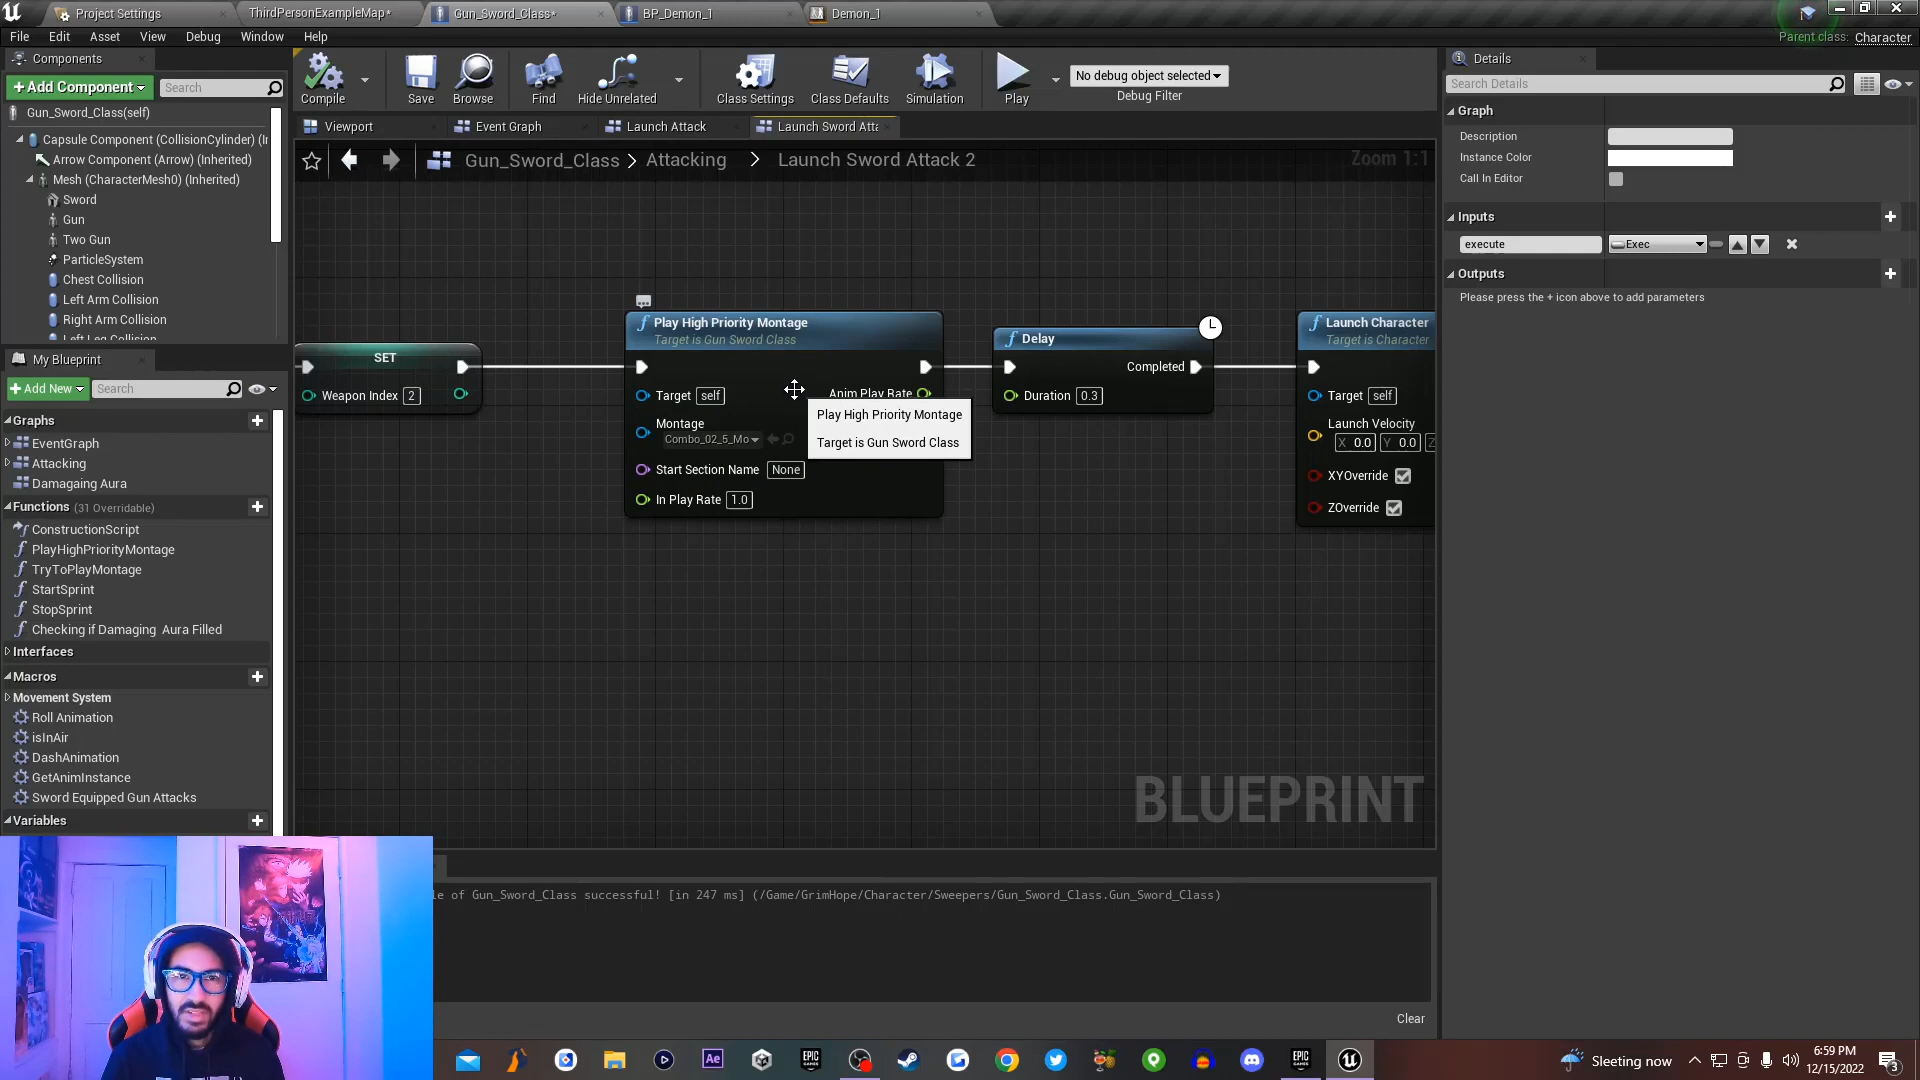 Project Settings
ThirdPersonExampleMap*
Gun_Sword_Class*
BP_Demon_1
Demon_1
File Edit Asset View Debug Window Help
Parent class: Character
Components
+Add Component
Search
Gun_Sword_Class(self)
Capsule Component (CollisionCylinder) (I
Arrow Component (Arrow) (Inherited)
Mesh (CharacterMesh0) (Inherited)
Sword
Gun
Two Gun
ParticleSystem
Chest Collision
Left Arm Collision
Right Arm Collision
Left Leg Collision
My Blueprint
+Add New
Search
Graphs
EventGraph
Attacking
Damagaing Aura
Functions (31 Overridable)
ConstructionScript
PlayHighPriorityMontage
TryToPlayMontage
StartSprint
StopSprint
Checking if Damaging Aura Filled
Interfaces
Macros
Movement System
Roll Animation
isInAir
DashAnimation
GetAnimInstance
Sword Equipped Gun Attacks
Variables
Compile
Save
Browse
Find
Hide Unrelated
Class Settings
Class Defaults
Simulation
Play
No debug object selected
Debug Filter
Viewport
Event Graph
Launch Attack
Launch Sword Atta
Gun_Sword_Class > Attacking > Launch Sword Attack 2
Zoom 1:1
SET
Weapon Index 2
Play High Priority Montage
Target is Gun Sword Class
Target self
Anim Play Rate
Montage
Combo_02_5_Mo
Start Section Name None
In Play Rate 1.0
Play High Priority Montage
Target is Gun Sword Class
Delay
Completed
Duration 0.3
Launch Character
Target is Character
Target self
Launch Velocity
X 0.0 Y 0.0 Z
XYOverride
ZOverride
BLUEPRINT
le of Gun_Sword_Class successful! [in 247 ms] (/Game/GrimHope/Character/Sweepers/Gun_Sword_Class.Gun_Sword_Class)
Clear
Details
Search Details
Graph
Description
Instance Color
Call In Editor
Inputs
execute
Exec
Outputs
Please press the + icon above to add parameters
Ae
EPIC GAMES
EPIC GAMES
Sleeting now
6:59 PM
12/15/2022
3